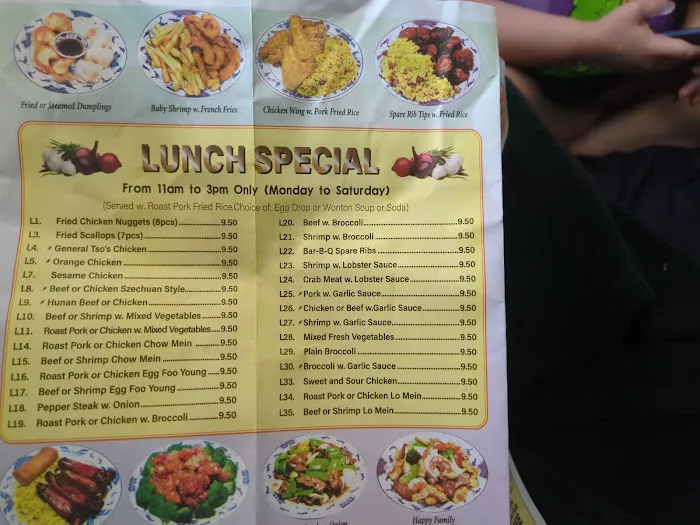 Fried or Steamed Dumplings
Baby Shrimp w. French Fries
Chicken Wing w. Pork Fried Rice
Spare Rib Tips w. Fried Rice
LUNCH SPECIAL
From 11am to 3pm Only (Monday to Saturday)
(Served w. Roast Pork Fried Rice.Choice of: Egg Drop or Wonton Soup or Soda)
L1. Fried Chicken Nuggets (8pcs) 9.50
L3. Fried Scallops (7pcs) 9.50
L4. General Tso's Chicken 9.50
L5. Orange Chicken 9.50
L7. Sesame Chicken 9.50
L8. Beef or Chicken Szechuan Style 9.50
L9. Hunan Beef or Chicken 9.50
L10. Beef or Shrimp w. Mixed Vegetables 9.50
L11. Roast Pork or Chicken w. Mixed Vegetables 9.50
L14. Roast Pork or Chicken Chow Mein 9.50
L15. Beef or Shrimp Chow Mein 9.50
L16. Roast Pork or Chicken Egg Foo Young 9.50
L17. Beef or Shrimp Egg Foo Young 9.50
L18. Pepper Steak w. Onion 9.50
L19. Roast Pork or Chicken w. Broccoli 9.50
L20. Beef w. Broccoli 9.50
L21. Shrimp w. Broccoli 9.50
L22. Bar-B-Q Spare Ribs 9.50
L23. Shrimp w. Lobster Sauce 9.50
L24. Crab Meat w. Lobster Sauce 9.50
L25. Pork w. Garlic Sauce 9.50
L26. Chicken or Beef w.Garlic Sauce 9.50
L27. Shrimp w. Garlic Sauce 9.50
L28. Mixed Fresh Vegetables 9.50
L29. Plain Broccoli 9.50
L30. Broccoli w. Garlic Sauce 9.50
L33. Sweet and Sour Chicken 9.50
L34. Roast Pork or Chicken Lo Mein 9.50
L35. Beef or Shrimp Lo Mein 9.50
Onion
Happy Family